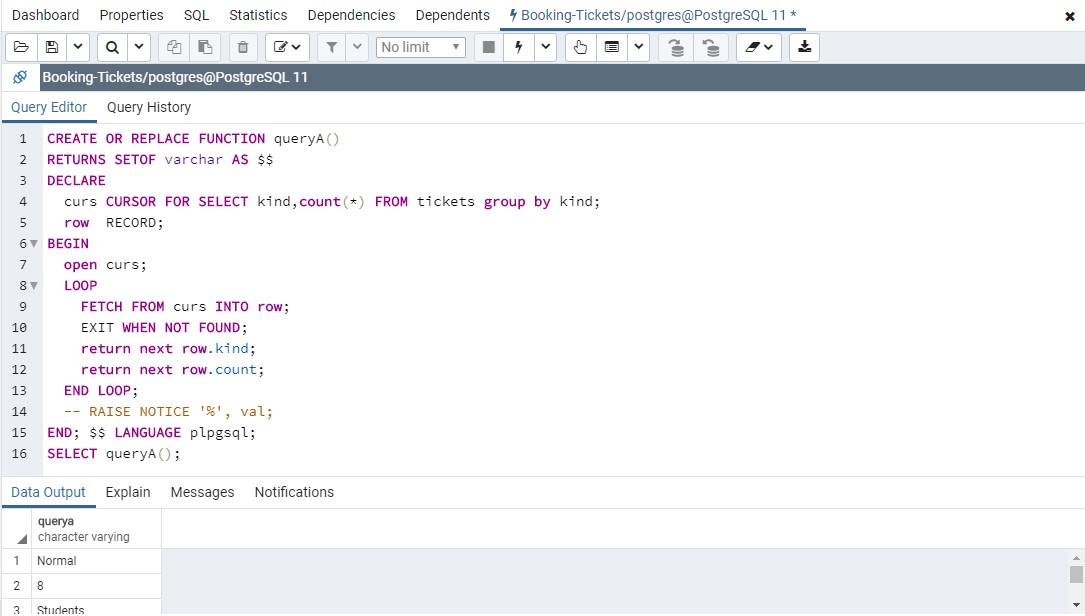 Dashboard Properties SQL Statistics Dependencies Dependents Booking-Tickets/postgres@PostgreSQL 11 *
No limit
Booking-Tickets/postgres@PostgreSQL 11
Query Editor Query History
1 CREATE OR REPLACE FUNCTION queryA()
2 RETURNS SETOF varchar AS $$
3 DECLARE
4 curs CURSOR FOR SELECT kind,count(*) FROM tickets group by kind;
5 row RECORD;
6 BEGIN
7 open curs;
8 LOOP
9 FETCH FROM curs INTO row;
10 EXIT WHEN NOT FOUND;
11 return next row.kind;
12 return next row.count;
13 END LOOP;
14 -- RAISE NOTICE '%', val;
15 END; $$ LANGUAGE plpgsql;
16 SELECT queryA();
Data Output Explain Messages Notifications
querya
character varying
1 Normal
2 8
3 Students